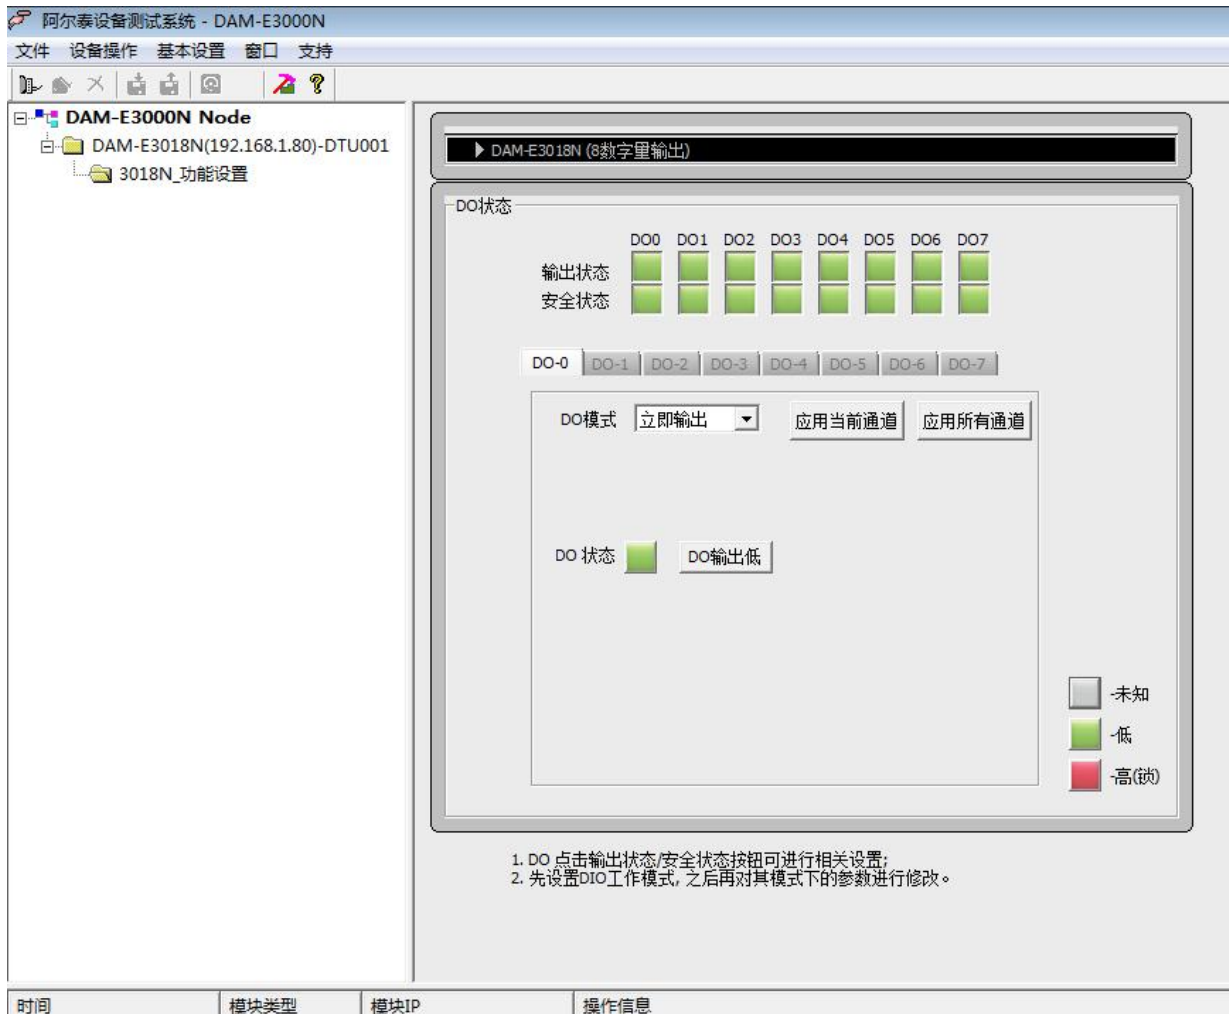 阿尔泰设备测试系统 - DAM-E3000N
文件 设备操作 基本设置 窗口 支持
DAM-E3000N Node
DAM-E3018N(192.168.1.80)-DTU001
3018N_功能设置
DAM-E3018N (8数字量输出)
DO状态
DO0 DO1 DO2 DO3 DO4 DO5 DO6 DO7
输出状态
安全状态
DO-0 DO-1 DO-2 DO-3 DO-4 DO-5 DO-6 DO-7
DO模式 立即输出 应用当前通道 应用所有通道
DO 状态 DO输出低
-未知
-低
-高(锁)
1. DO 点击输出状态/安全状态按钮可进行相关设置;
2. 先设置DIO工作模式, 之后再对其模式下的参数进行修改。
时间 模块类型 模块IP 操作信息